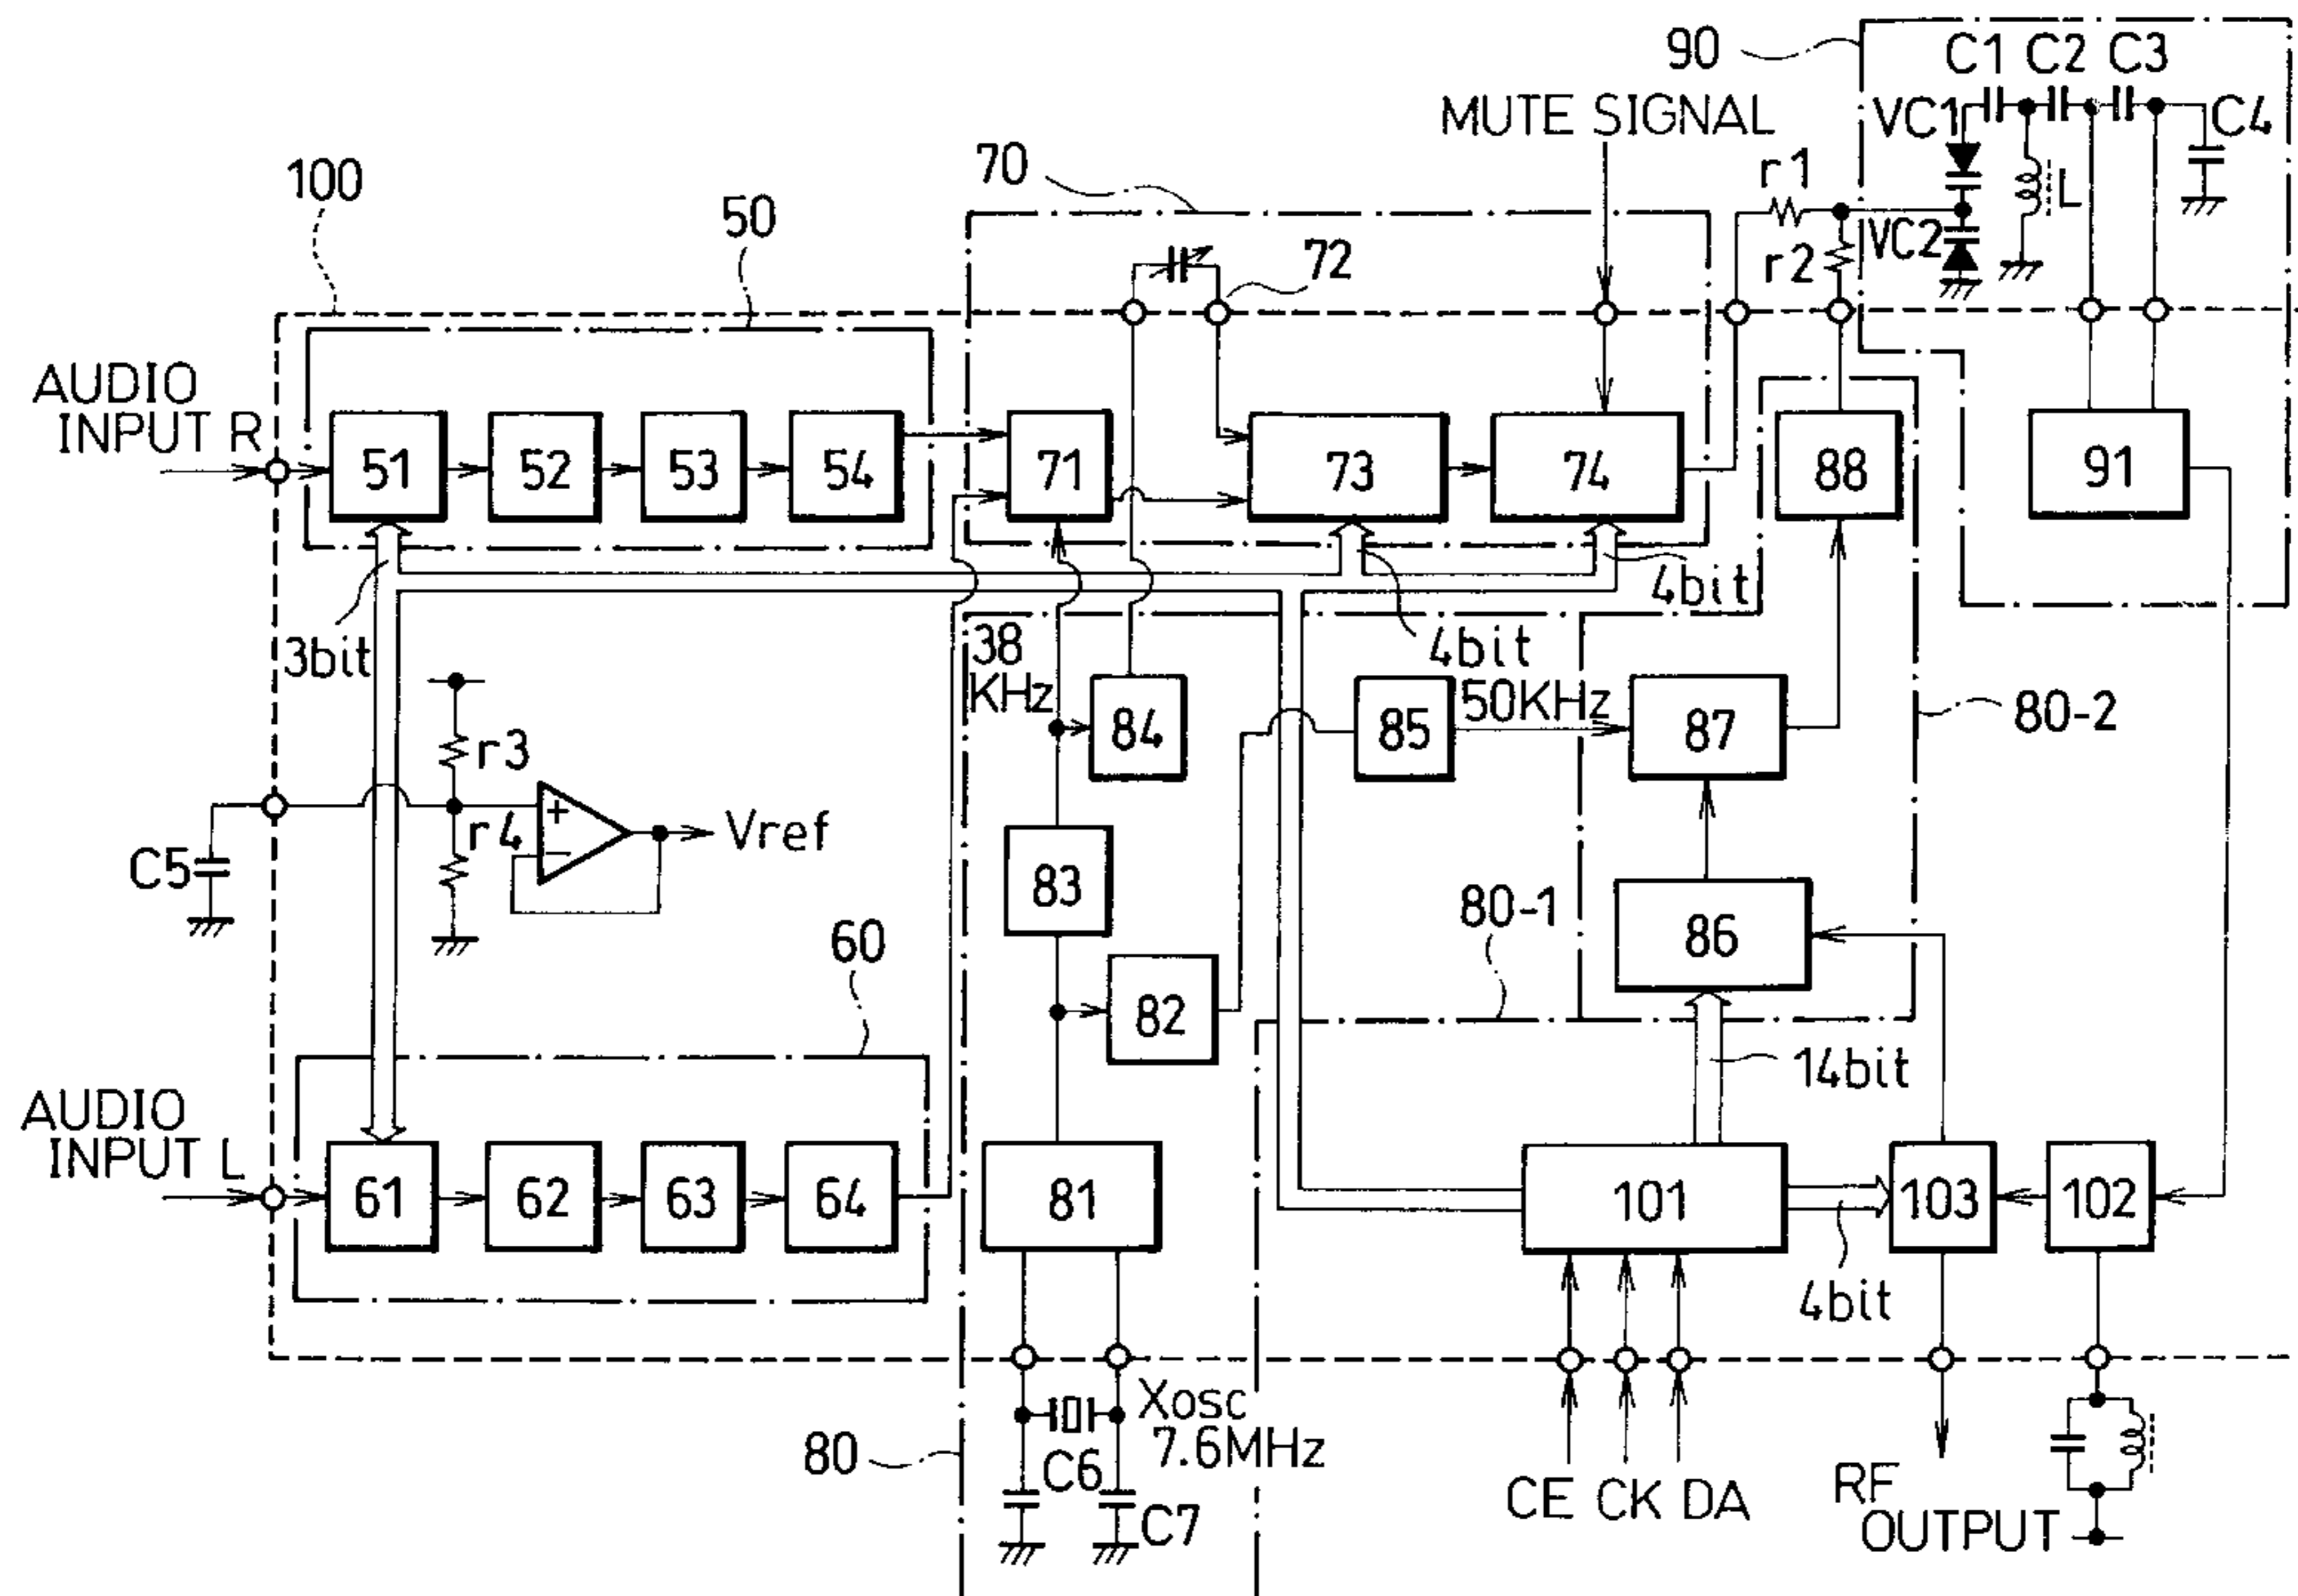 90
C1
C2
C3
VC1
C4
MUTE SIGNAL
100
50
70
r1
L
72
r2
VC2
AUDIO
INPUT R
51
52
53
54
71
73
74
88
91
3bit
4bit
38
KHz
4bit
84
85
50KHz
87
80-2
r3
r4
Vref
C5
83
80-1
86
60
82
14bit
AUDIO
INPUT L
61
62
63
64
81
101
103
102
4bit
Xosc
7.6MHz
80
C6
C7
CE
CK
DA
RF
OUTPUT